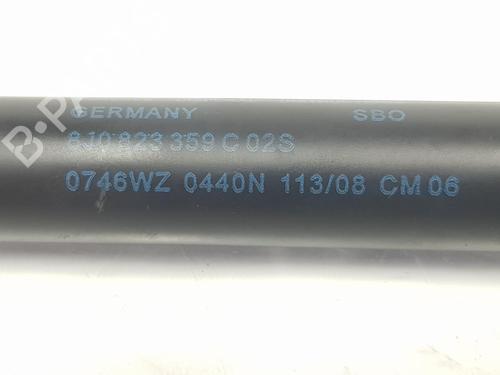 GERMANY SBO
8J0 823 359 C 02S
0746WZ 0440N 113/08 CM 06